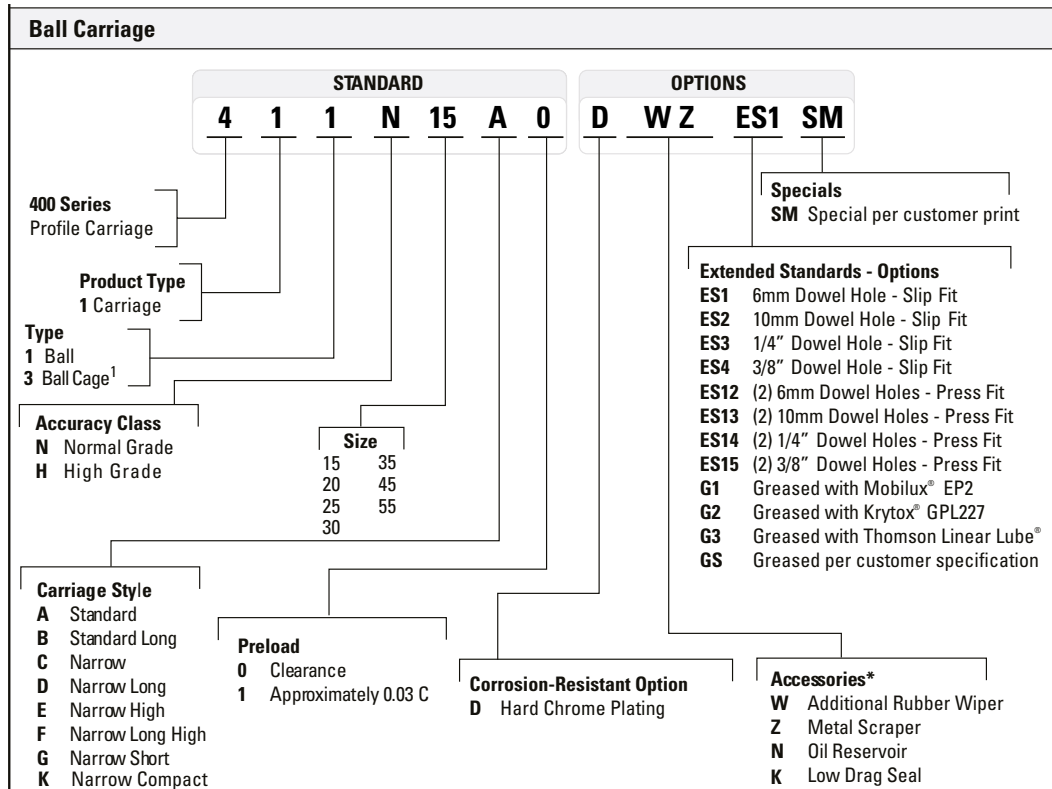 Ball Carriage
STANDARD OPTIONS
4 1 1 N 15 A 0 D W Z ES1 SM
400 Series
Profile Carriage
Product Type
1 Carriage
Type
1 Ball
3 Ball Cage1
Accuracy Class
N Normal Grade
H High Grade
Size
15 35
20 45
25 55
30
Carriage Style
A Standard
B Standard Long
C Narrow
D Narrow Long
E Narrow High
F Narrow Long High
G Narrow Short
K Narrow Compact
Preload
0 Clearance
1 Approximately 0.03 C
Corrosion-Resistant Option
D Hard Chrome Plating
Specials
SM Special per customer print
Extended Standards - Options
ES1 6mm Dowel Hole - Slip Fit
ES2 10mm Dowel Hole - Slip Fit
ES3 1/4” Dowel Hole - Slip Fit
ES4 3/8” Dowel Hole - Slip Fit
ES12 (2) 6mm Dowel Holes - Press Fit
ES13 (2) 10mm Dowel Holes - Press Fit
ES14 (2) 1/4” Dowel Holes - Press Fit
ES15 (2) 3/8” Dowel Holes - Press Fit
G1 Greased with Mobilux® EP2
G2 Greased with Krytox® GPL227
G3 Greased with Thomson Linear Lube®
GS Greased per customer specification
Accessories*
W Additional Rubber Wiper
Z Metal Scraper
N Oil Reservoir
K Low Drag Seal